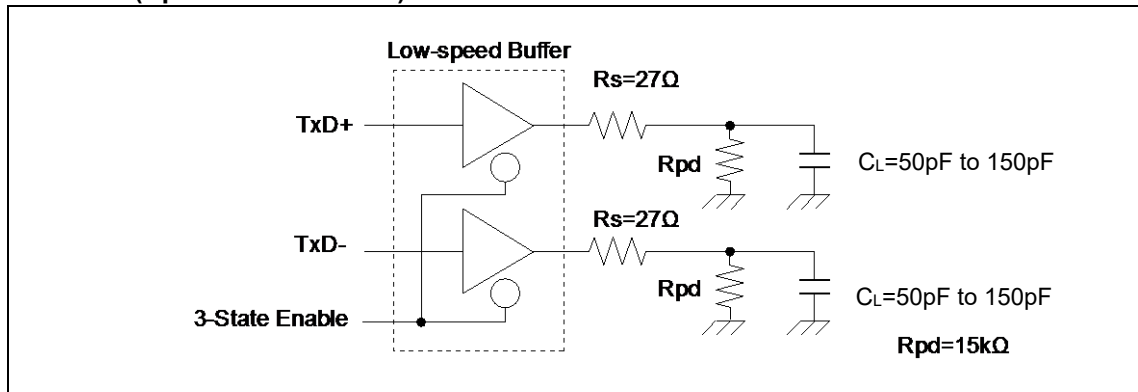 Low-speed Buffer
Rs=27Ω
TxD+
Rpd
CL=50pF to 150pF
Rs=27Ω
TxD-
Rpd
CL=50pF to 150pF
3-State Enable
Rpd=15kΩ